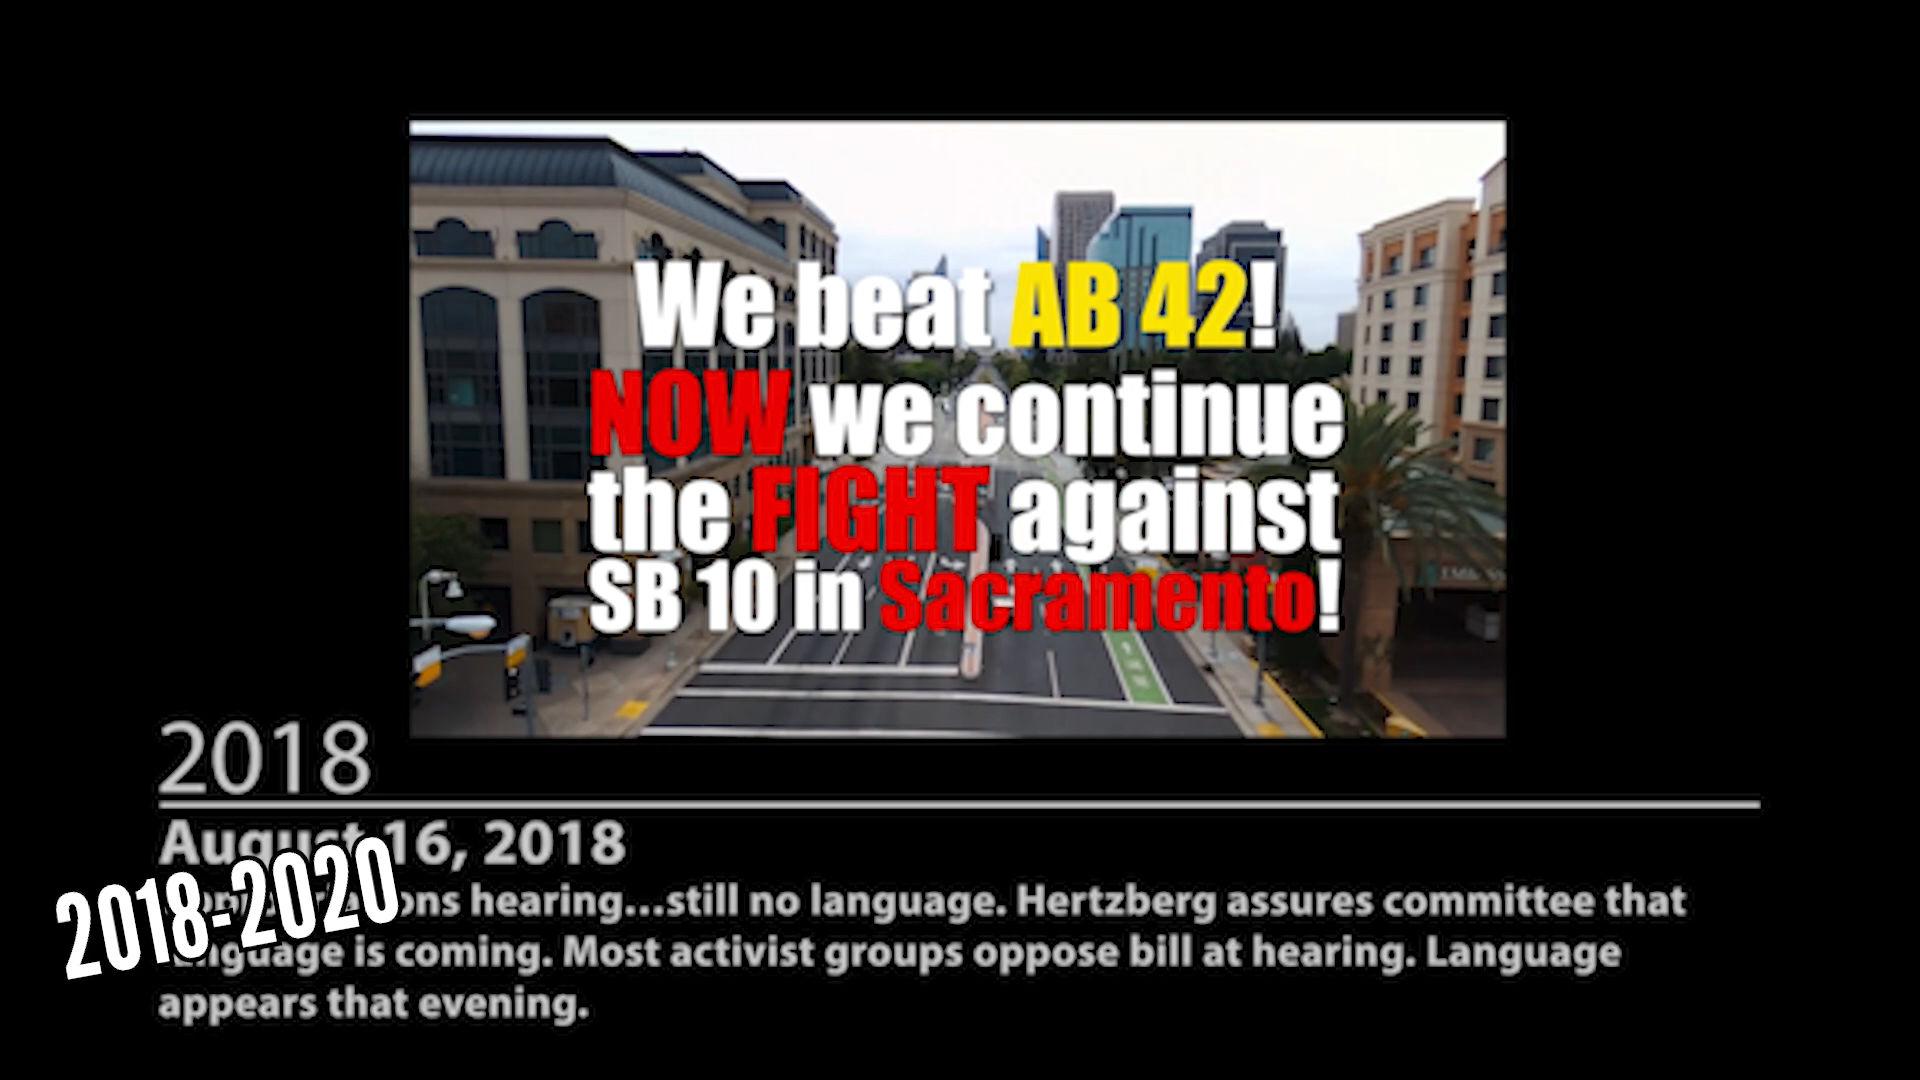 We beat AB 42!
NOW we continue
the FIGHT against
SB 10 in Sacramento!
2018
August 16, 2018
2018-2020
hearing...still no language. Hertzberg assures committee that
language is coming. Most activist groups oppose bill at hearing. Language
appears that evening.